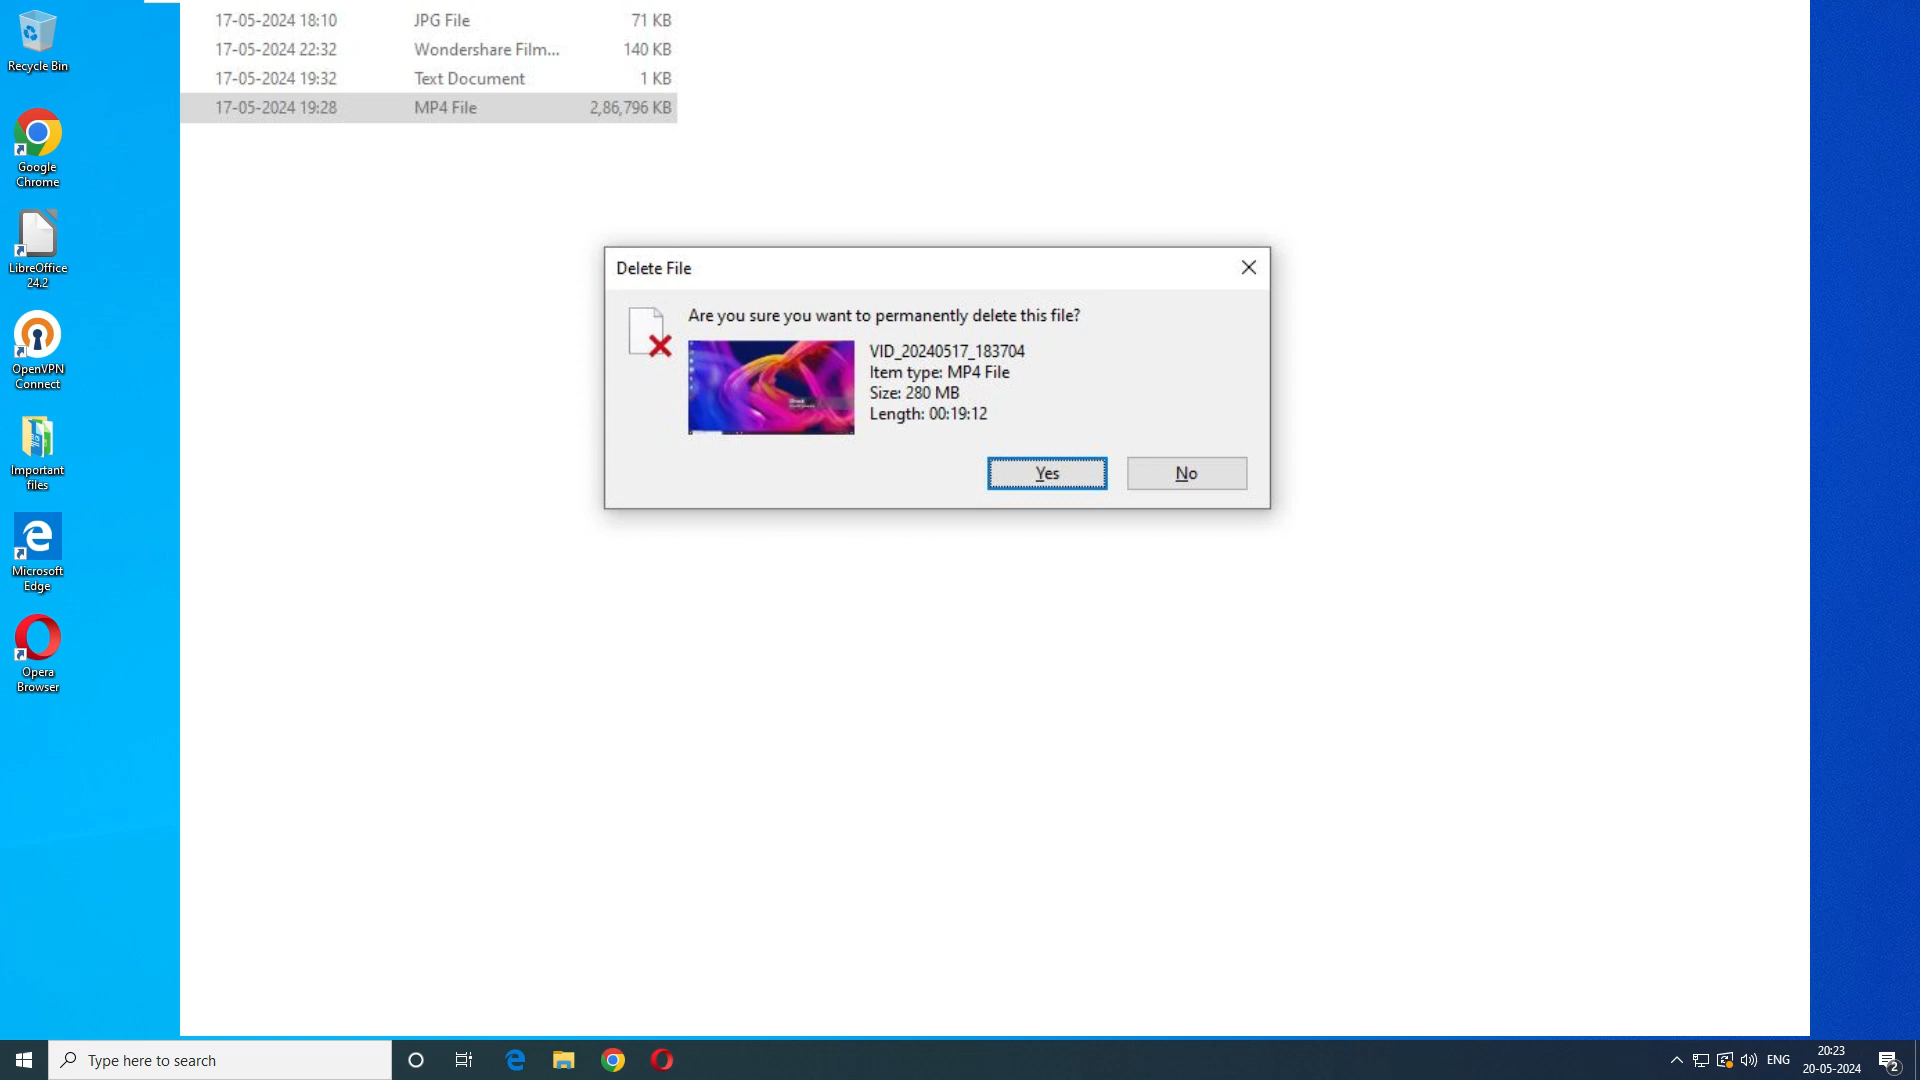 17-05-2024 18:10 JPG File 71 KB
17-05-2024 22:32 Wondershare Film... 140 KB
17-05-2024 19:32 Text Document 1 KB
17-05-2024 19:28 MP4 File 2,86,796 KB
Delete File
Are you sure you want to permanently delete this file?
VID_20240517_183704
Item type: MP4 File
Size: 280 MB
Length: 00:19:12
Yes
No
Recycle Bin
Google
Chrome
LibreOffice
24.2
OpenVPN
Connect
Important
files
Microsoft
Edge
Opera
Browser
Type here to search
ENG
20:23
20-05-2024
2